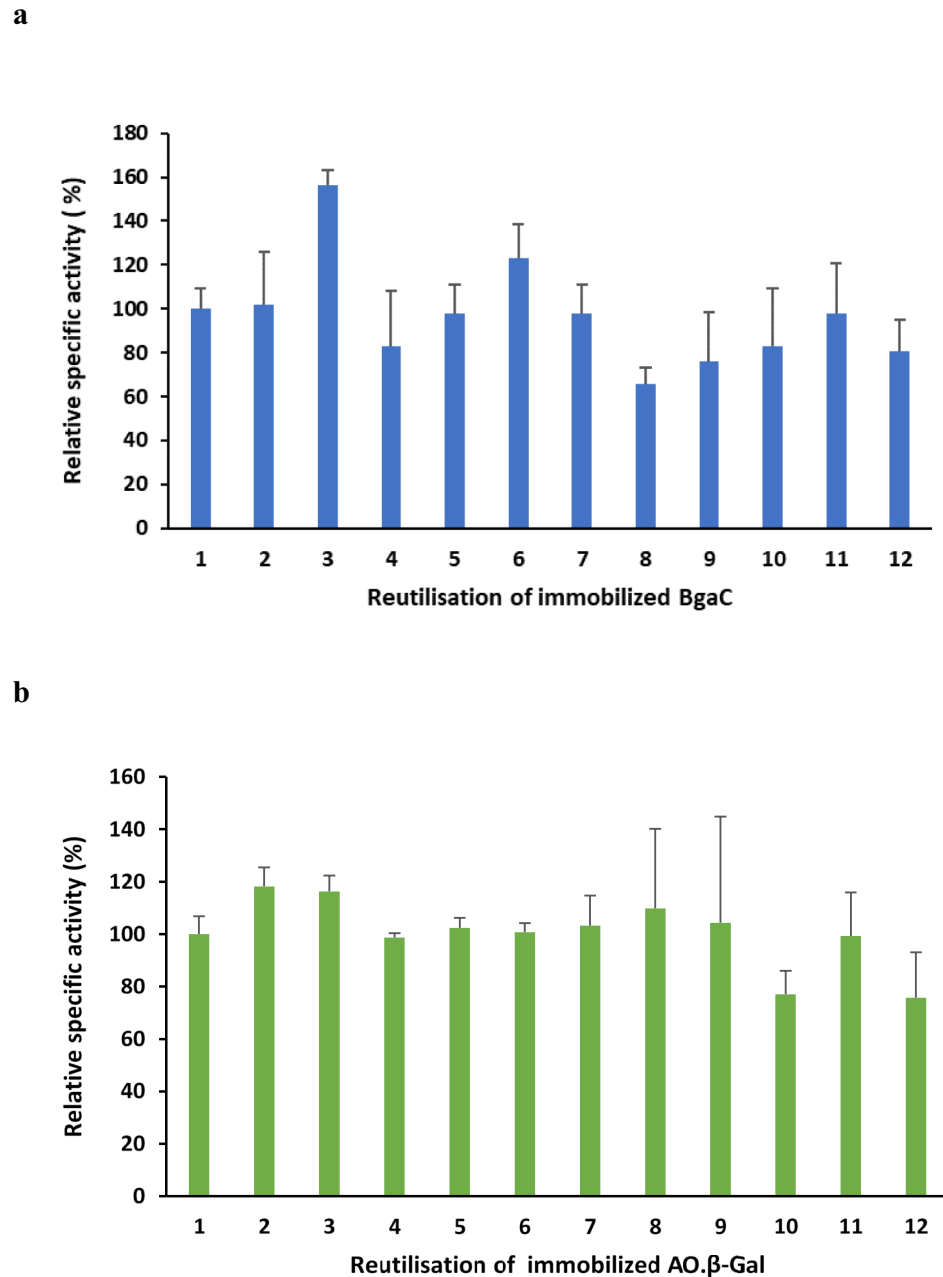 a
180
160
140
120
100
80
60
40
20
0
Relative specific activity ( %)
1 2 3 4 5 6 7 8 9 10 11 12
Reutilisation of immobilized BgaC
b
160
140
120
100
80
60
40
20
0
Relative specific activity (%)
1 2 3 4 5 6 7 8 9 10 11 12
Reutilisation of immobilized AO.β-Gal